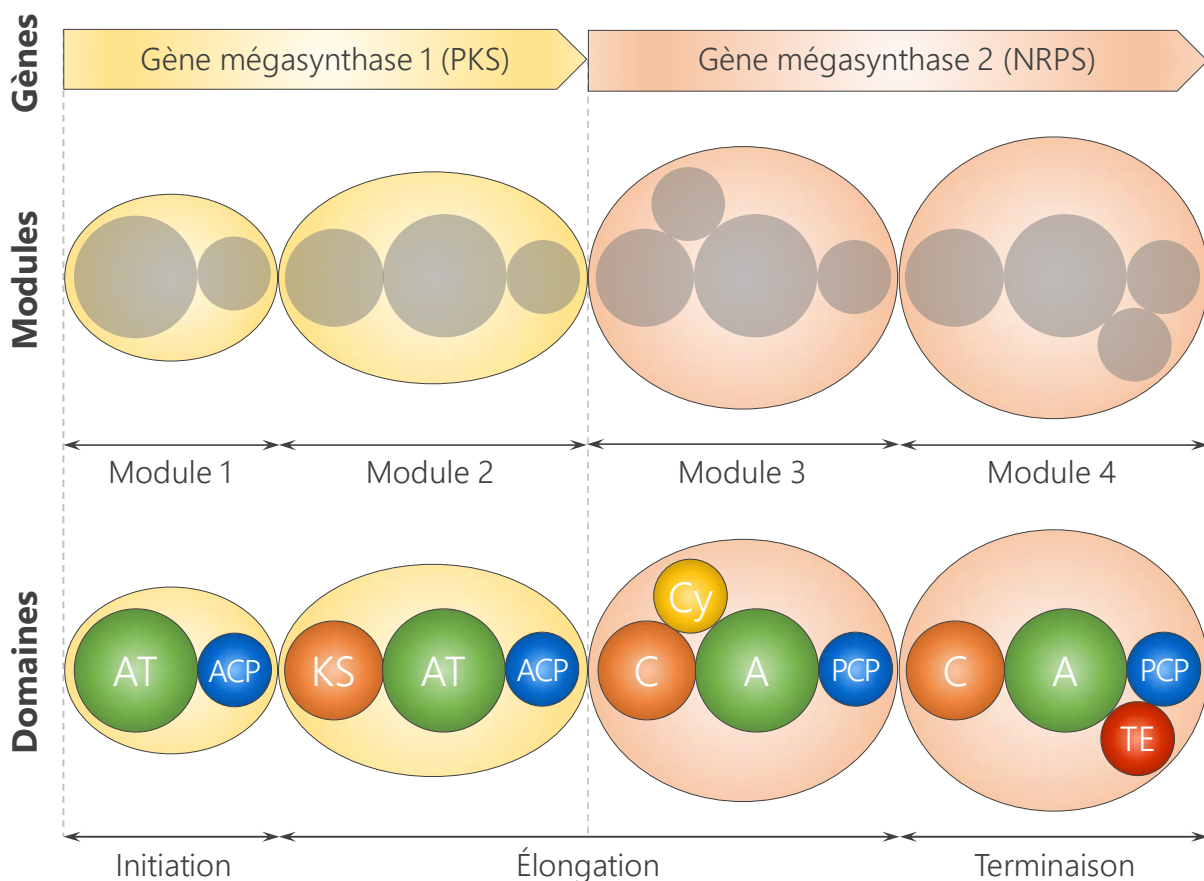 Gènes
Gène mégasynthase 1 (PKS)
Gène mégasynthase 2 (NRPS)
Modules
Module 1
Module 2
Module 3
Module 4
Domaines
AT
ACP
KS
AT
ACP
C
Cy
A
PCP
C
A
PCP
TE
Initiation
Élongation
Terminaison